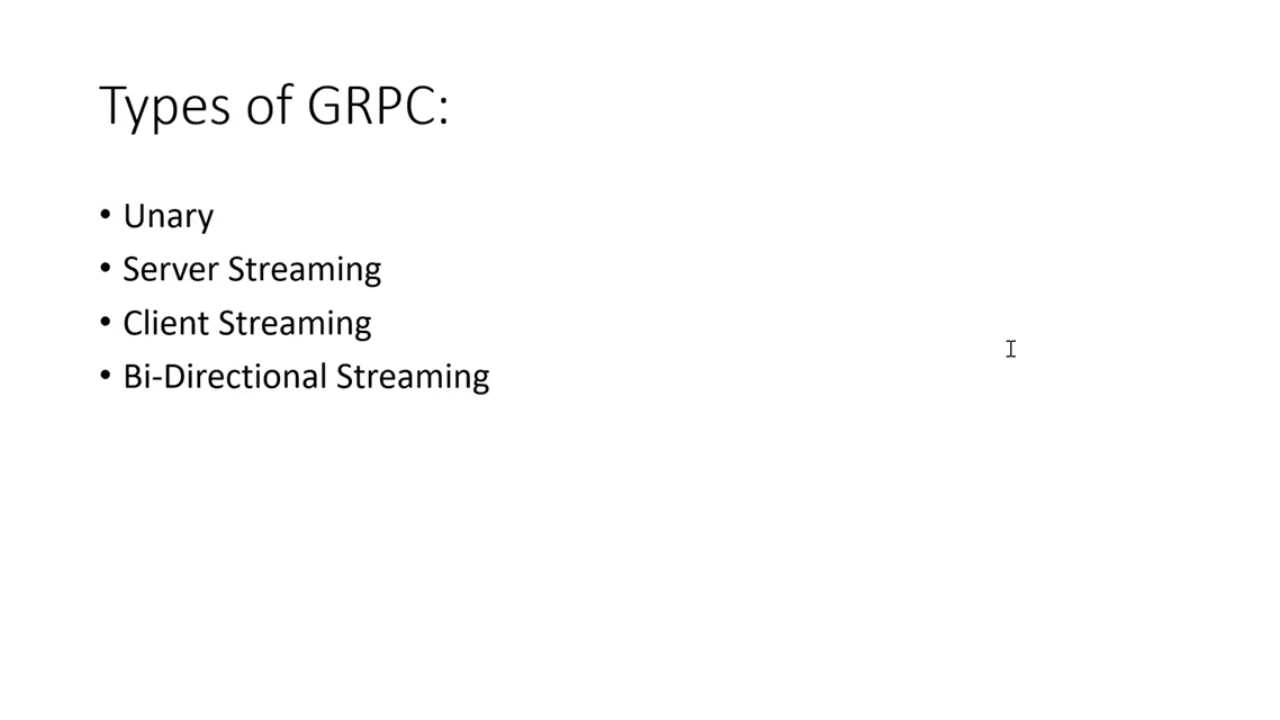 Types of GRPC:
• Unary
• Server Streaming
• Client Streaming
• Bi-Directional Streaming